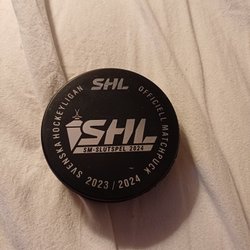 SHL
SVENSKA HOCKEYLIGAN
OFFICIELL MATCHPUCK
SHL
SM-SLUTSPEL 2024
2023/2024